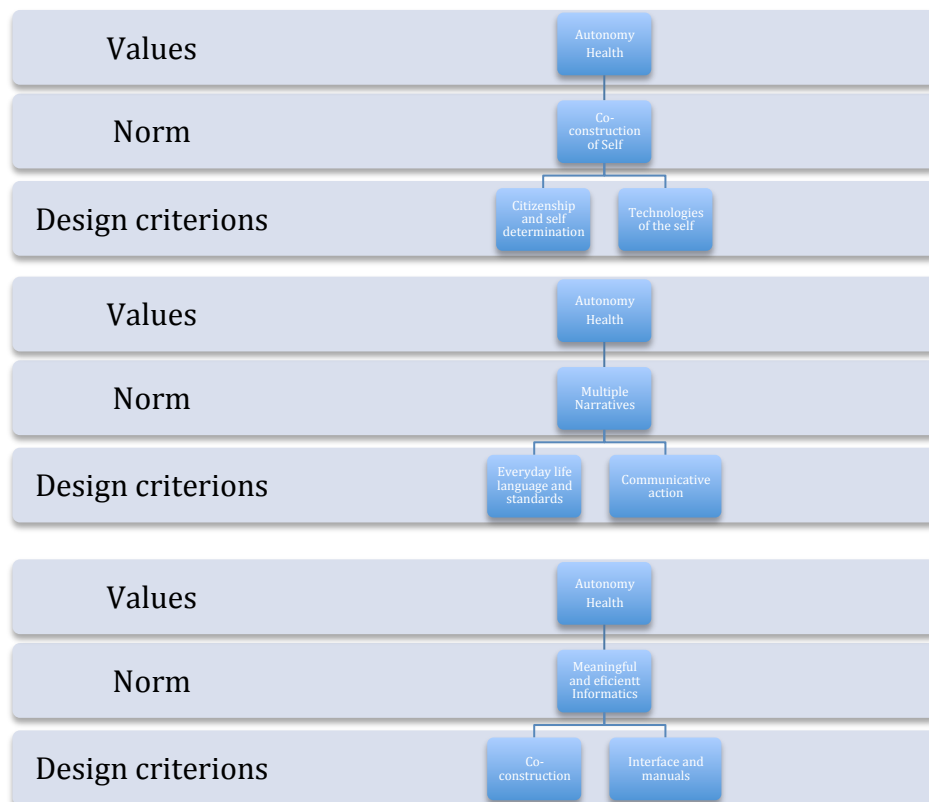 Values
Autonomy
Health
Norm
Co-
construction
of Self
Design criterions
Citizenship
and self
determination
Technologies
of the self
Values
Autonomy
Health
Norm
Multiple
Narratives
Design criterions
Everyday life
language and
standards
Communicative
action
Values
Autonomy
Health
Norm
Meaningful
and eficientt
Informatics
Design criterions
Co-
construction
Interface and
manuals